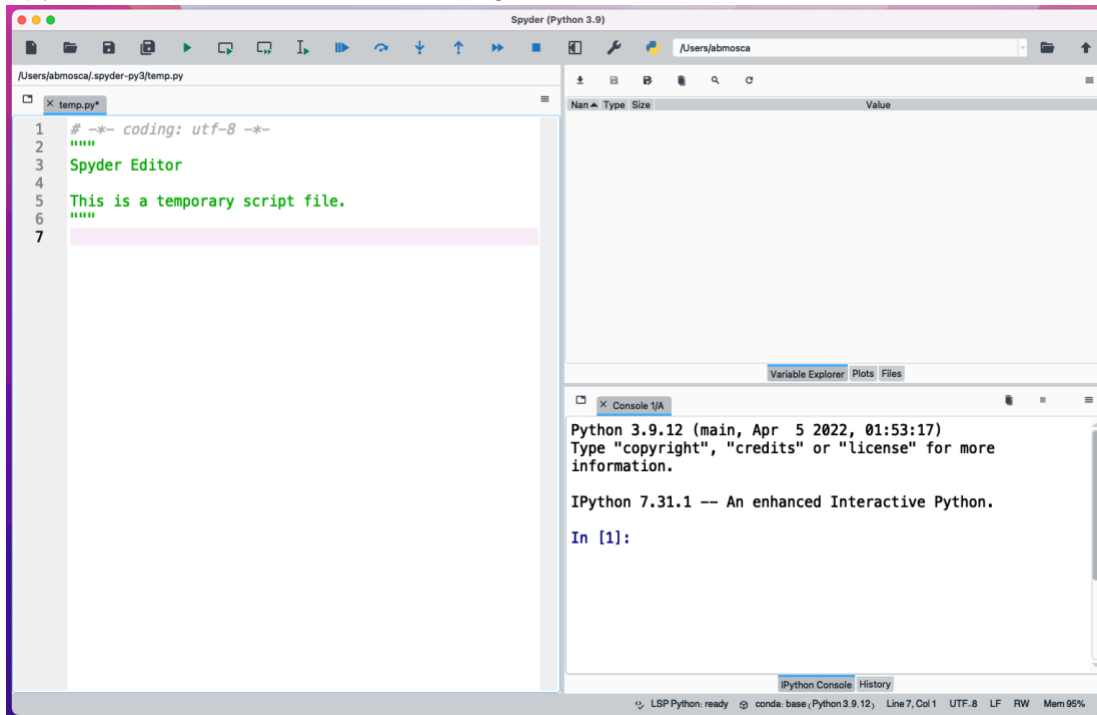 Spyder (Python 3.9)
/Users/abmosca
/Users/abmosca/.spyder-py3/temp.py
temp.py*
1 # -*- coding: utf-8 -*-
2 """
3 Spyder Editor
4
5 This is a temporary script file.
6 """
7
Nan Type Size Value
Variable Explorer Plots Files
Console 1/A
Python 3.9.12 (main, Apr  5 2022, 01:53:17)
Type "copyright", "credits" or "license" for more
information.
IPython 7.31.1 -- An enhanced Interactive Python.
In [1]:
IPython Console History
LSP Python: ready conda: base (Python 3.9.12) Line 7, Col 1 UTF-8 LF RW Mem 95%